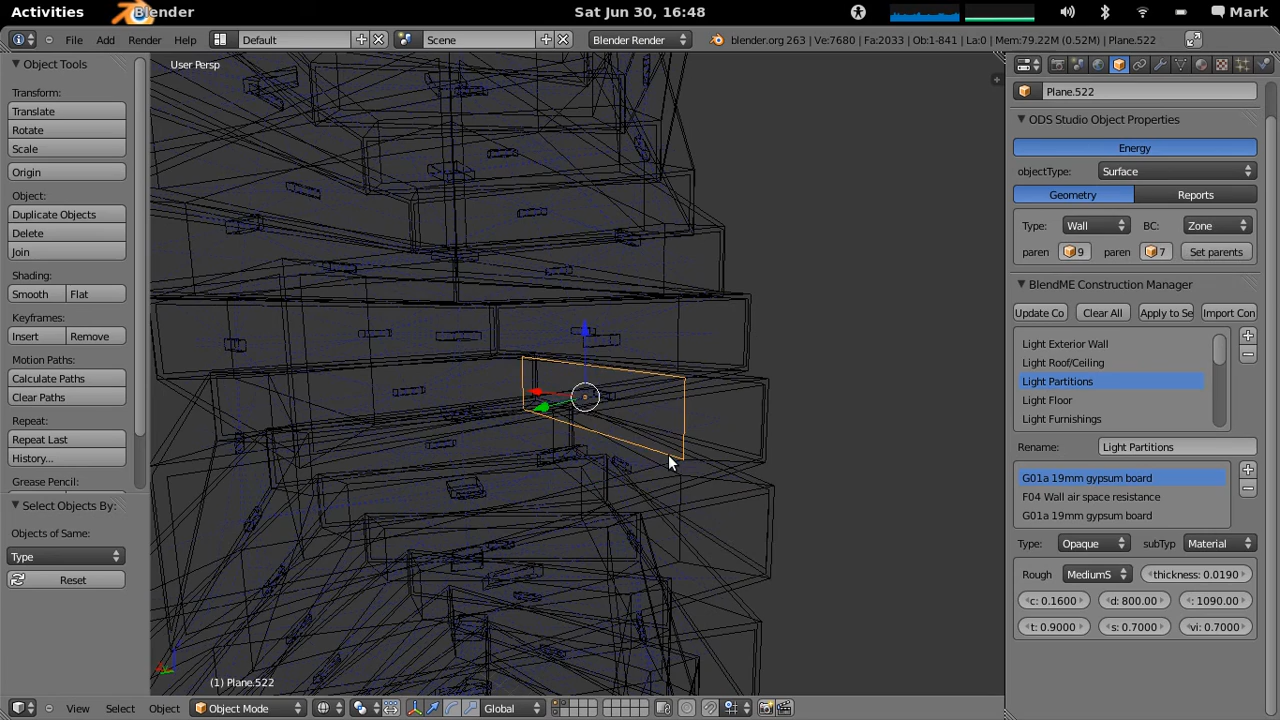 Activities Blender Sat Jun 30, 16:48 Mark
File Add Render Help Default Scene Blender Render blender.org 263 | Ve:7680 | Fa:2033 | Ob:1-841 | La:0 | Mem:79.22M (0.52M) | Plane.522
Object Tools
Transform:
Translate
Rotate
Scale
Origin
Object:
Duplicate Objects
Delete
Join
Shading:
Smooth Flat
Keyframes:
Insert Remove
Motion Paths:
Calculate Paths
Clear Paths
Repeat:
Repeat Last
History...
Grease Pencil:
Select Objects By:
Objects of Same:
Type
Reset
User Persp
(1) Plane.522
View Select Object Object Mode Global
Plane.522
ODS Studio Object Properties
Energy
objectType: Surface
Geometry Reports
Type: Wall BC: Zone
paren 9 paren 7 Set parents
BlendME Construction Manager
Update Co Clear All Apply to Se Import Con
Light Exterior Wall
Light Roof/Ceiling
Light Partitions
Light Floor
Light Furnishings
Rename: Light Partitions
G01a 19mm gypsum board
F04 Wall air space resistance
G01a 19mm gypsum board
Type: Opaque subTyp Material
Rough MediumS thickness: 0.0190
c: 0.1600 d: 800.00 : 1090.00
t: 0.9000 s: 0.7000 vi: 0.7000